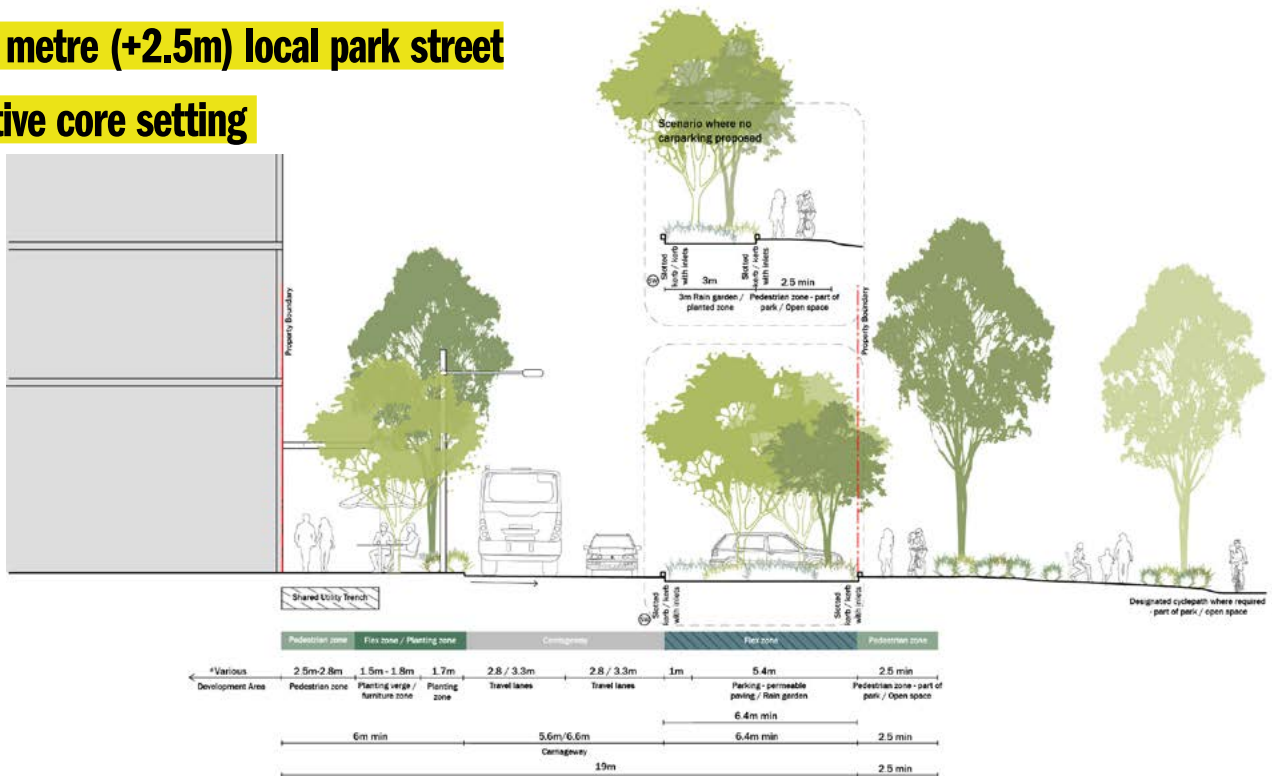 metre (+2.5m) local park street
tive core setting
Scenario where no
carparking proposed
Slotted
kerb / kerb
with inlets
Slotted
kerb / kerb
with inlets
SW
3m
2.5 min
3m Rain garden /
planted zone
Pedestrian zone - part of
park / Open space
Property Boundary
Property Boundary
Shared Utility Trench
Slotted
kerb / kerb
with inlets
Slotted
kerb / kerb
with inlets
SW
Designated cyclepath where required
- part of park / open space
Pedestrian zone
Flex zone / Planting zone
Carriageway
Flex zone
Pedestrian zone
*Various
2.5m-2.8m
1.5m - 1.8m
1.7m
2.8 / 3.3m
2.8 / 3.3m
1m
5.4m
2.5 min
Development Area
Pedestrian zone
Planting verge /
furniture zone
Planting
zone
Travel lanes
Travel lanes
Parking - permeable
paving / Rain garden
Pedestrian zone - part of
park / Open space
6.4m min
6m min
5.6m/6.6m
6.4m min
2.5 min
Carriageway
19m
2.5 min